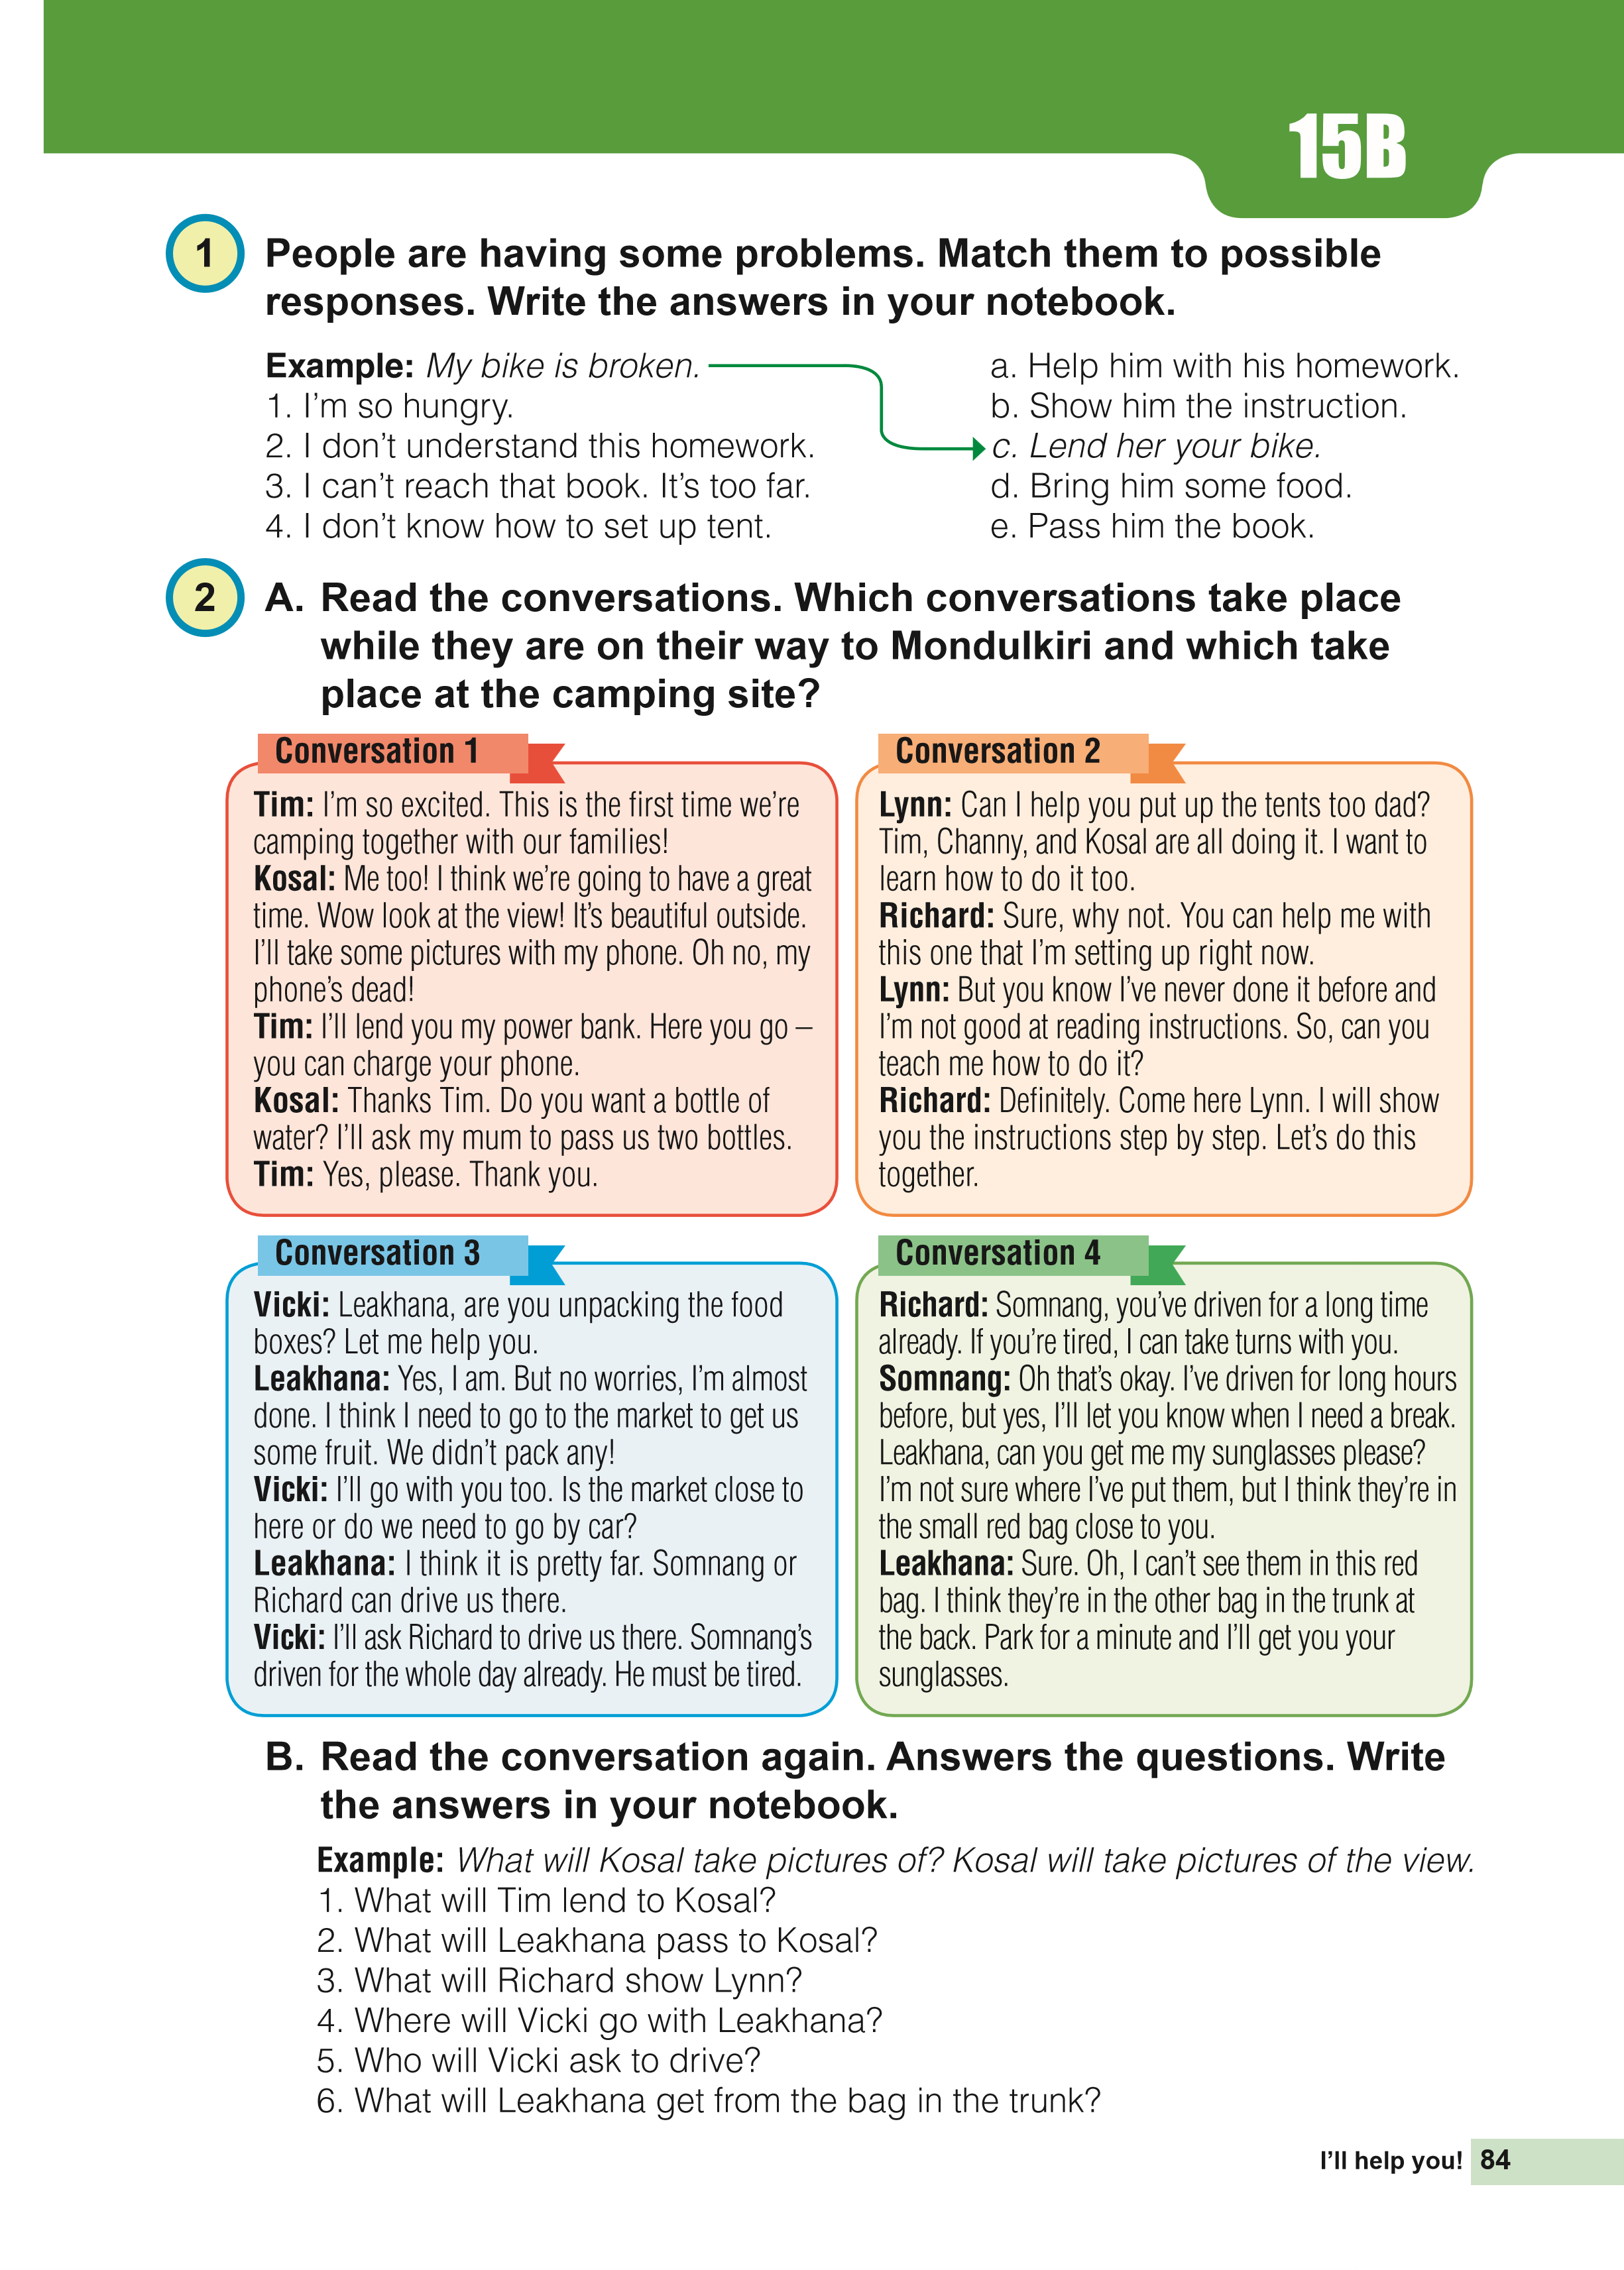 15B
1 People are having some problems. Match them to possible
responses. Write the answers in your notebook.
Example: My bike is broken.
1. I'm so hungry.
2. I don't understand this homework.
3. I can't reach that book. It's too far.
4. I don't know how to set up tent.
a. Help him with his homework.
b. Show him the instruction.
c. Lend her your bike.
d. Bring him some food.
e. Pass him the book.
2 A. Read the conversations. Which conversations take place
while they are on their way to Mondulkiri and which take
place at the camping site?
Conversation 1
Tim: I'm so excited. This is the first time we're
camping together with our families!
Kosal: Me too! I think we're going to have a great
time. Wow look at the view! It's beautiful outside.
I'll take some pictures with my phone. Oh no, my
phone's dead!
Tim: I'll lend you my power bank. Here you go –
you can charge your phone.
Kosal: Thanks Tim. Do you want a bottle of
water? I'll ask my mum to pass us two bottles.
Tim: Yes, please. Thank you.
Conversation 2
Lynn: Can I help you put up the tents too dad?
Tim, Channy, and Kosal are all doing it. I want to
learn how to do it too.
Richard: Sure, why not. You can help me with
this one that I'm setting up right now.
Lynn: But you know I've never done it before and
I'm not good at reading instructions. So, can you
teach me how to do it?
Richard: Definitely. Come here Lynn. I will show
you the instructions step by step. Let's do this
together.
Conversation 3
Vicki: Leakhana, are you unpacking the food
boxes? Let me help you.
Leakhana: Yes, I am. But no worries, I'm almost
done. I think I need to go to the market to get us
some fruit. We didn't pack any!
Vicki: I'll go with you too. Is the market close to
here or do we need to go by car?
Leakhana: I think it is pretty far. Somnang or
Richard can drive us there.
Vicki: I'll ask Richard to drive us there. Somnang's
driven for the whole day already. He must be tired.
Conversation 4
Richard: Somnang, you've driven for a long time
already. If you're tired, I can take turns with you.
Somnang: Oh that's okay. I've driven for long hours
before, but yes, I'll let you know when I need a break.
Leakhana, can you get me my sunglasses please?
I'm not sure where I've put them, but I think they're in
the small red bag close to you.
Leakhana: Sure. Oh, I can't see them in this red
bag. I think they're in the other bag in the trunk at
the back. Park for a minute and I'll get you your
sunglasses.
B. Read the conversation again. Answers the questions. Write
the answers in your notebook.
Example: What will Kosal take pictures of? Kosal will take pictures of the view.
1. What will Tim lend to Kosal?
2. What will Leakhana pass to Kosal?
3. What will Richard show Lynn?
4. Where will Vicki go with Leakhana?
5. Who will Vicki ask to drive?
6. What will Leakhana get from the bag in the trunk?
I'll help you! 84